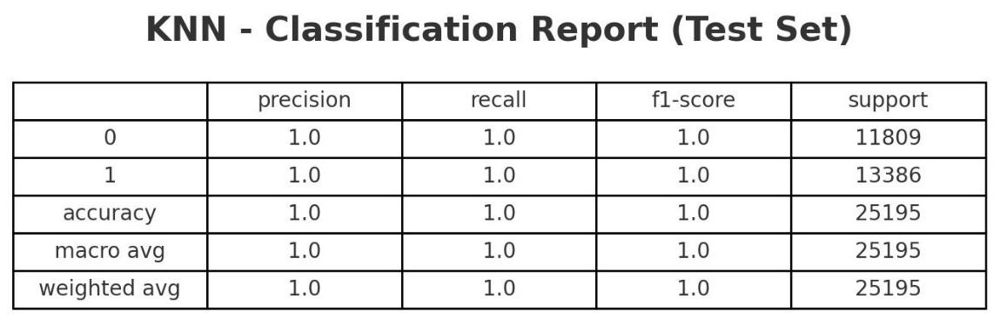 KNN - Classification Report (Test Set)
precision recall f1-score support
0 1.0 1.0 1.0 11809
1 1.0 1.0 1.0 13386
accuracy 1.0 1.0 1.0 25195
macro avg 1.0 1.0 1.0 25195
weighted avg 1.0 1.0 1.0 25195